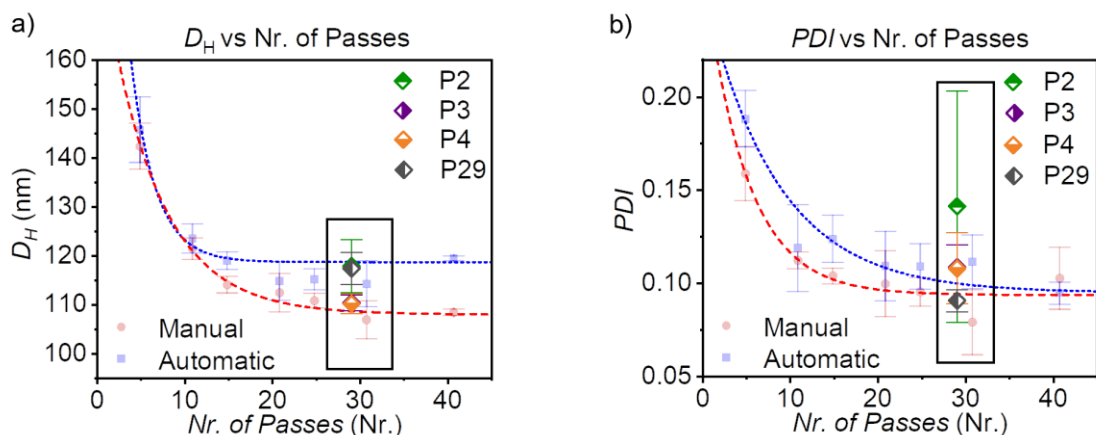 a)
D_H vs Nr. of Passes
160
150
140
130
120
110
100
D_H (nm)
P2
P3
P4
P29
Manual
Automatic
0
10
20
30
40
Nr. of Passes (Nr.)
b)
PDI vs Nr. of Passes
0.20
0.15
0.10
0.05
PDI
P2
P3
P4
P29
Manual
Automatic
0
10
20
30
40
Nr. of Passes (Nr.)